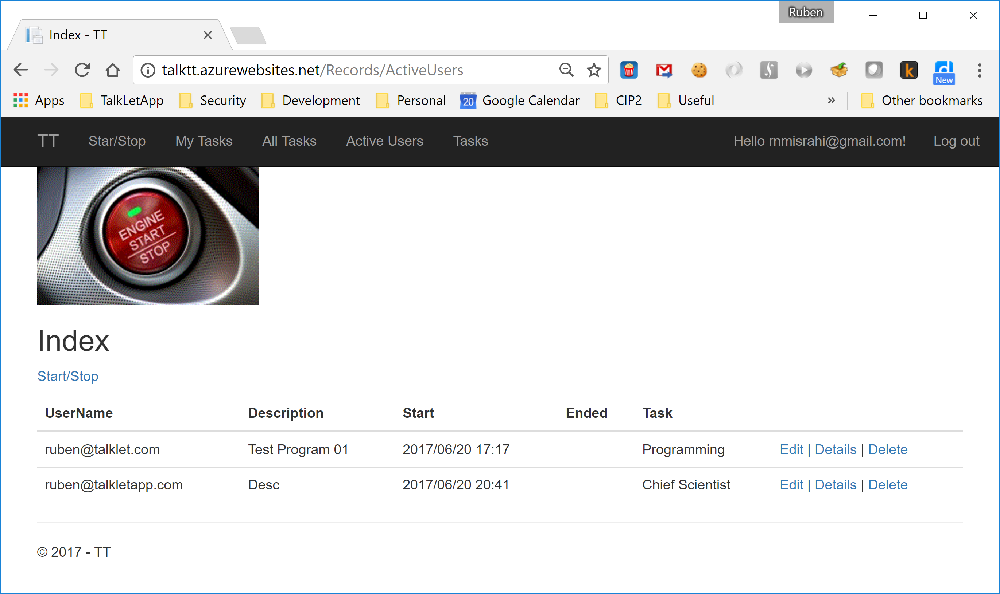 Ruben
Index - TT
talktt.azurewebsites.net/Records/ActiveUsers
New
Apps TalkLetApp Security Development Personal 20 Google Calendar CIP2 Useful » Other bookmarks
TT Star/Stop My Tasks All Tasks Active Users Tasks Hello rnmisrahi@gmail.com! Log out
ENGINE
START
STOP
Index
Start/Stop
UserName Description Start Ended Task
ruben@talklet.com Test Program 01 2017/06/20 17:17 Programming Edit | Details | Delete
ruben@talkletapp.com Desc 2017/06/20 20:41 Chief Scientist Edit | Details | Delete
© 2017 - TT